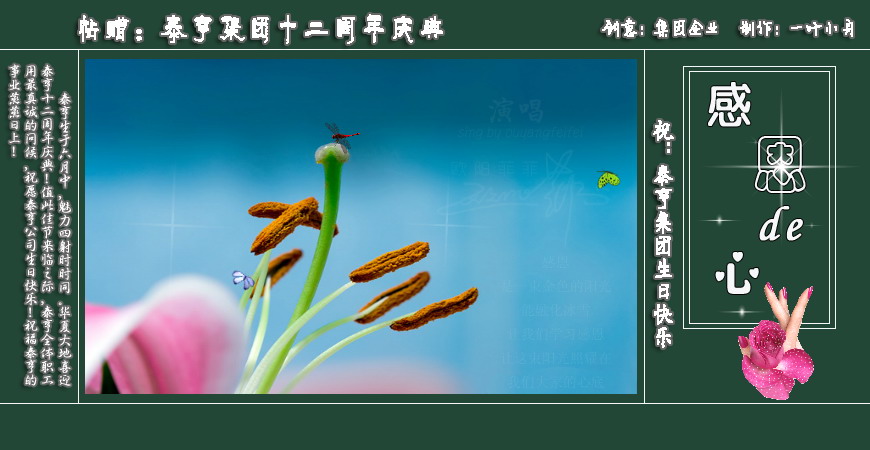 帖赠：泰亨集团十二周年庆典
创意：集团企业 制作：一叶小舟
泰亨生于六月中,魅力四射时时间,华夏大地喜迎
泰亨十二周年庆典!值此佳节来临之际,泰亨全体职工
用最真诚的问候,祝愿泰亨公司生日快乐!祝福泰亨的
事业蒸蒸日上!
演唱
祝：泰亨集团生日快乐
感
de
心